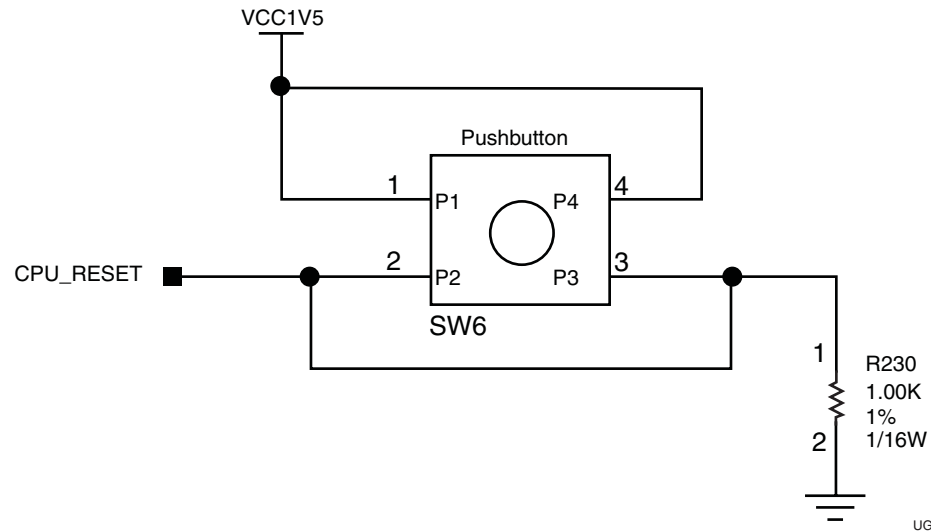 VCC1V5
Pushbutton
1
4
P1
P4
CPU_RESET
2
3
P2
P3
SW6
1
R230
1.00K
1%
2
1/16W
UG